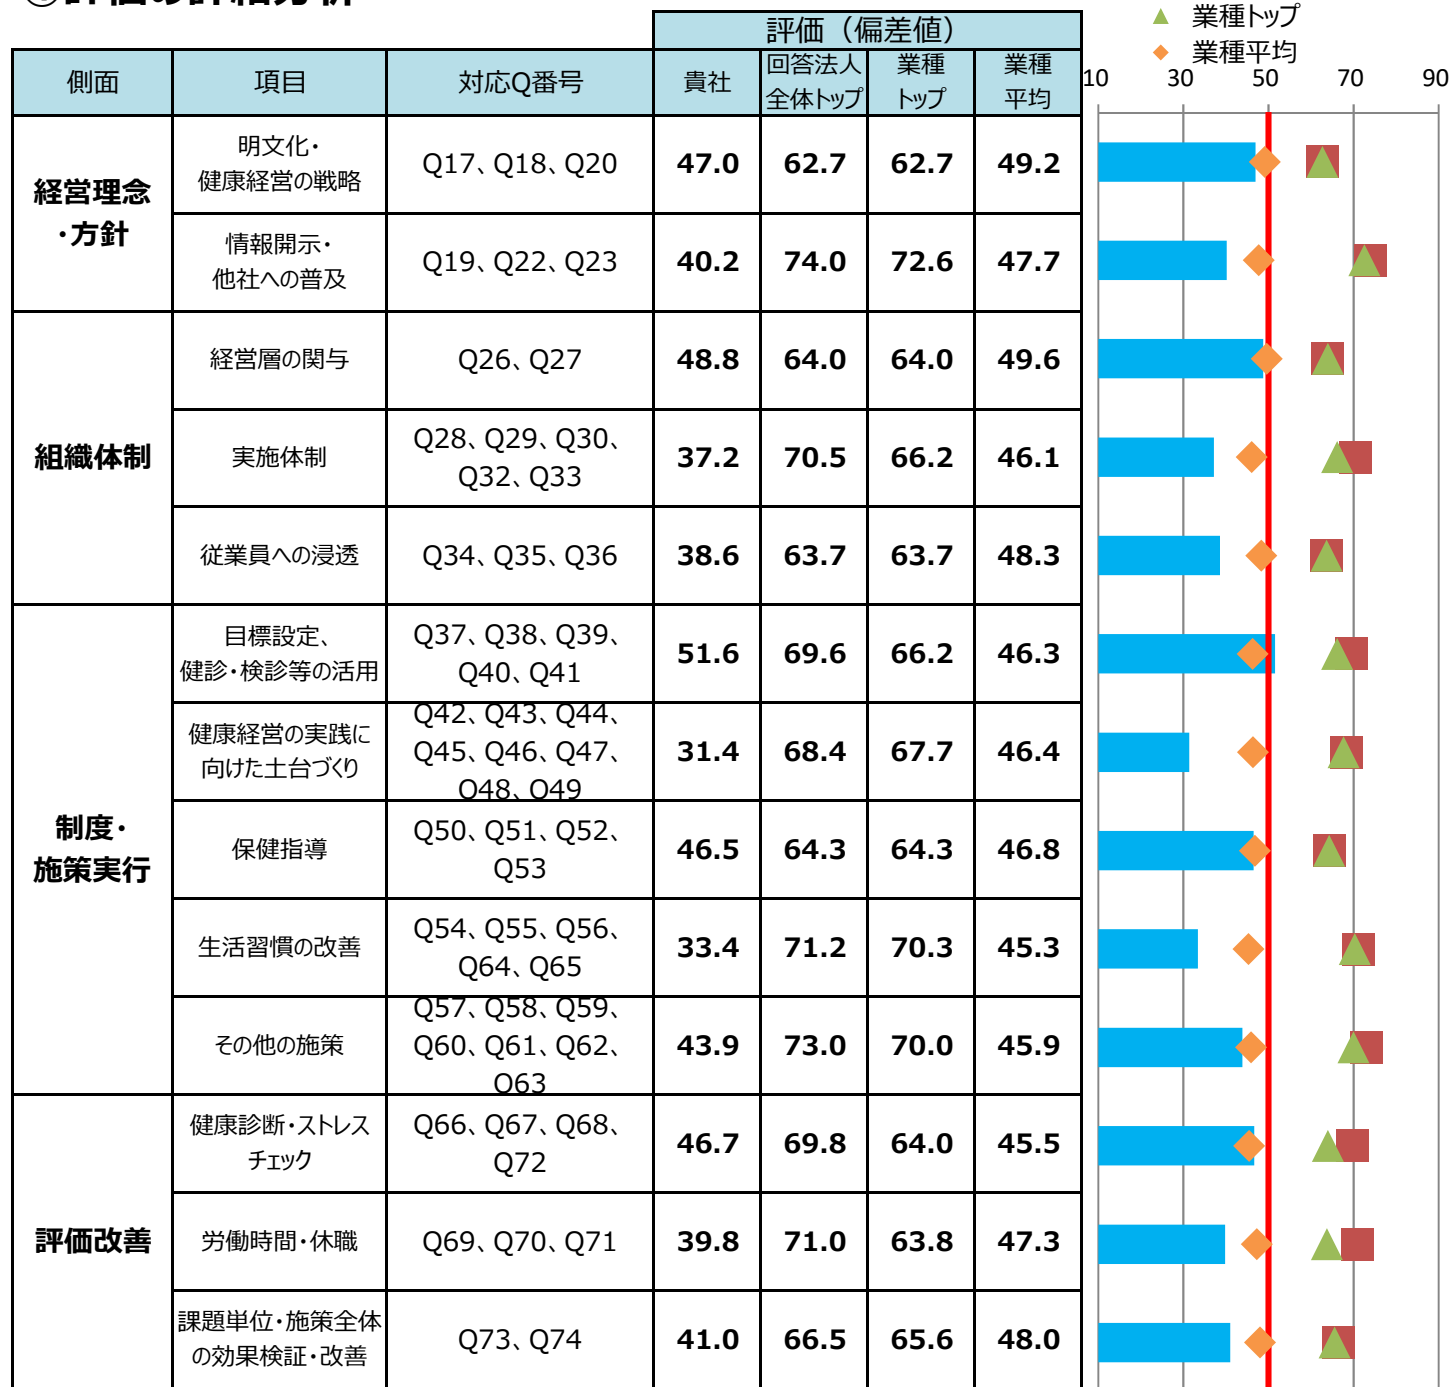 ①評価の詳細分析
業種トップ
業種平均
評価（偏差値）
側面 項目 対応Q番号 貴社 回答法人 業種 業種
全体トップ トップ 平均
10 30 50 70 90
経営理念
・方針
明文化・
健康経営の戦略
Q17、Q18、Q20
47.0 62.7 62.7 49.2
情報開示・
他社への普及
Q19、Q22、Q23
40.2 74.0 72.6 47.7
組織体制
経営層の関与
Q26、Q27
48.8 64.0 64.0 49.6
実施体制
Q28、Q29、Q30、
Q32、Q33
37.2 70.5 66.2 46.1
従業員への浸透
Q34、Q35、Q36
38.6 63.7 63.7 48.3
制度・
施策実行
目標設定、
健診・検診等の活用
Q37、Q38、Q39、
Q40、Q41
51.6 69.6 66.2 46.3
健康経営の実践に
向けた土台づくり
Q42、Q43、Q44、
Q45、Q46、Q47、
Q48、Q49
31.4 68.4 67.7 46.4
保健指導
Q50、Q51、Q52、
Q53
46.5 64.3 64.3 46.8
生活習慣の改善
Q54、Q55、Q56、
Q64、Q65
33.4 71.2 70.3 45.3
その他の施策
Q57、Q58、Q59、
Q60、Q61、Q62、
Q63
43.9 73.0 70.0 45.9
評価改善
健康診断・ストレス
チェック
Q66、Q67、Q68、
Q72
46.7 69.8 64.0 45.5
労働時間・休職
Q69、Q70、Q71
39.8 71.0 63.8 47.3
課題単位・施策全体
の効果検証・改善
Q73、Q74
41.0 66.5 65.6 48.0